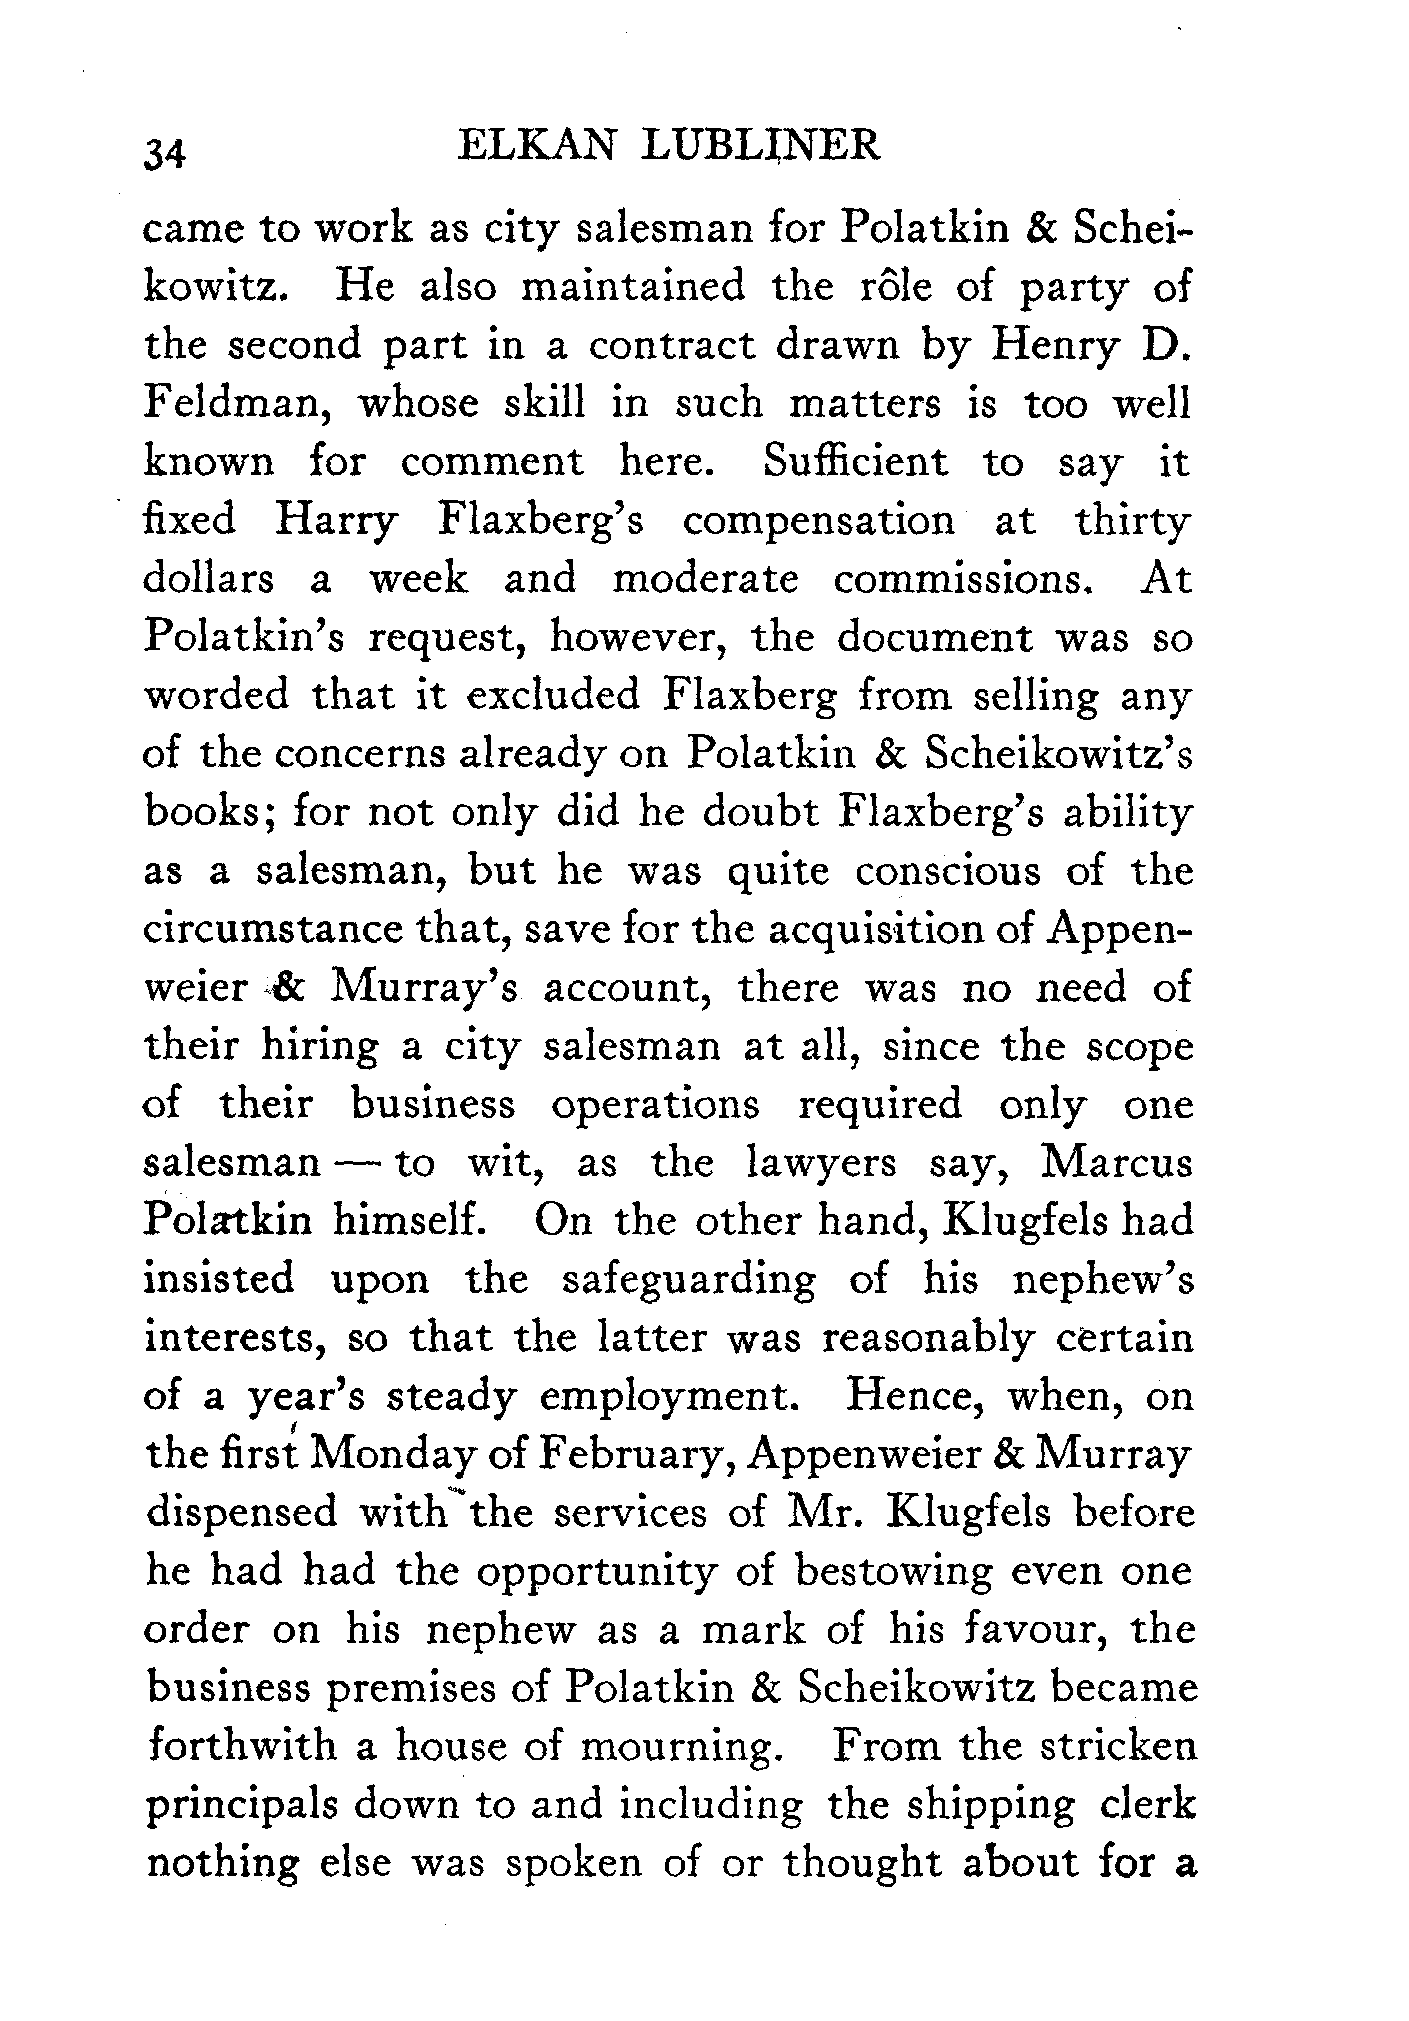 34 ELKAN LUBLINER
came to work as city salesman for Polatkin & Schei-
kowitz. He also maintained the rôle of party of
the second part in a contract drawn by Henry D.
Feldman, whose skill in such matters is too well
known for comment here. Sufficient to say it
fixed Harry Flaxberg's compensation at thirty
dollars a week and moderate commissions. At
Polatkin's request, however, the document was so
worded that it excluded Flaxberg from selling any
of the concerns already on Polatkin & Scheikowitz's
books; for not only did he doubt Flaxberg's ability
as a salesman, but he was quite conscious of the
circumstance that, save for the acquisition of Appen-
weier & Murray's account, there was no need of
their hiring a city salesman at all, since the scope
of their business operations required only one
salesman — to wit, as the lawyers say, Marcus
Polatkin himself. On the other hand, Klugfels had
insisted upon the safeguarding of his nephew's
interests, so that the latter was reasonably certain
of a year's steady employment. Hence, when, on
the first Monday of February, Appenweier & Murray
dispensed with the services of Mr. Klugfels before
he had had the opportunity of bestowing even one
order on his nephew as a mark of his favour, the
business premises of Polatkin & Scheikowitz became
forthwith a house of mourning. From the stricken
principals down to and including the shipping clerk
nothing else was spoken of or thought about for a